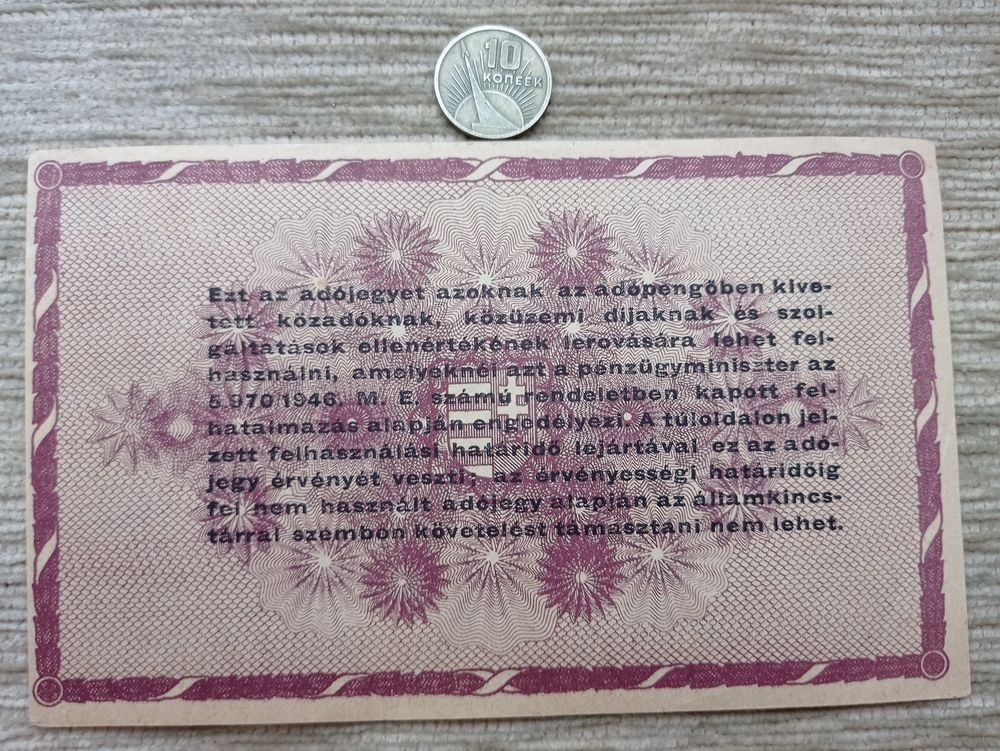 10
КОПЕЕК
Ezt az adójegyet azoknak az adópengőben kive-
tett közadóknak, közüzemi díjaknak és szol-
gáltatások ellenértékének lerovására lehet fel-
használni, amelyeknél azt a pénzügyminiszter az
5.970/1946. M. E. számú rendeletben kapott fel-
hatalmazás alapján engedélyezi. A túloldalon jel-
zett felhasználási határidő lejártával ez az adó-
jegy érvényét veszti; az érvényességi határidőig
fel nem használt adójegy alapján az államkincs-
tárral szemben követelést támasztani nem lehet.